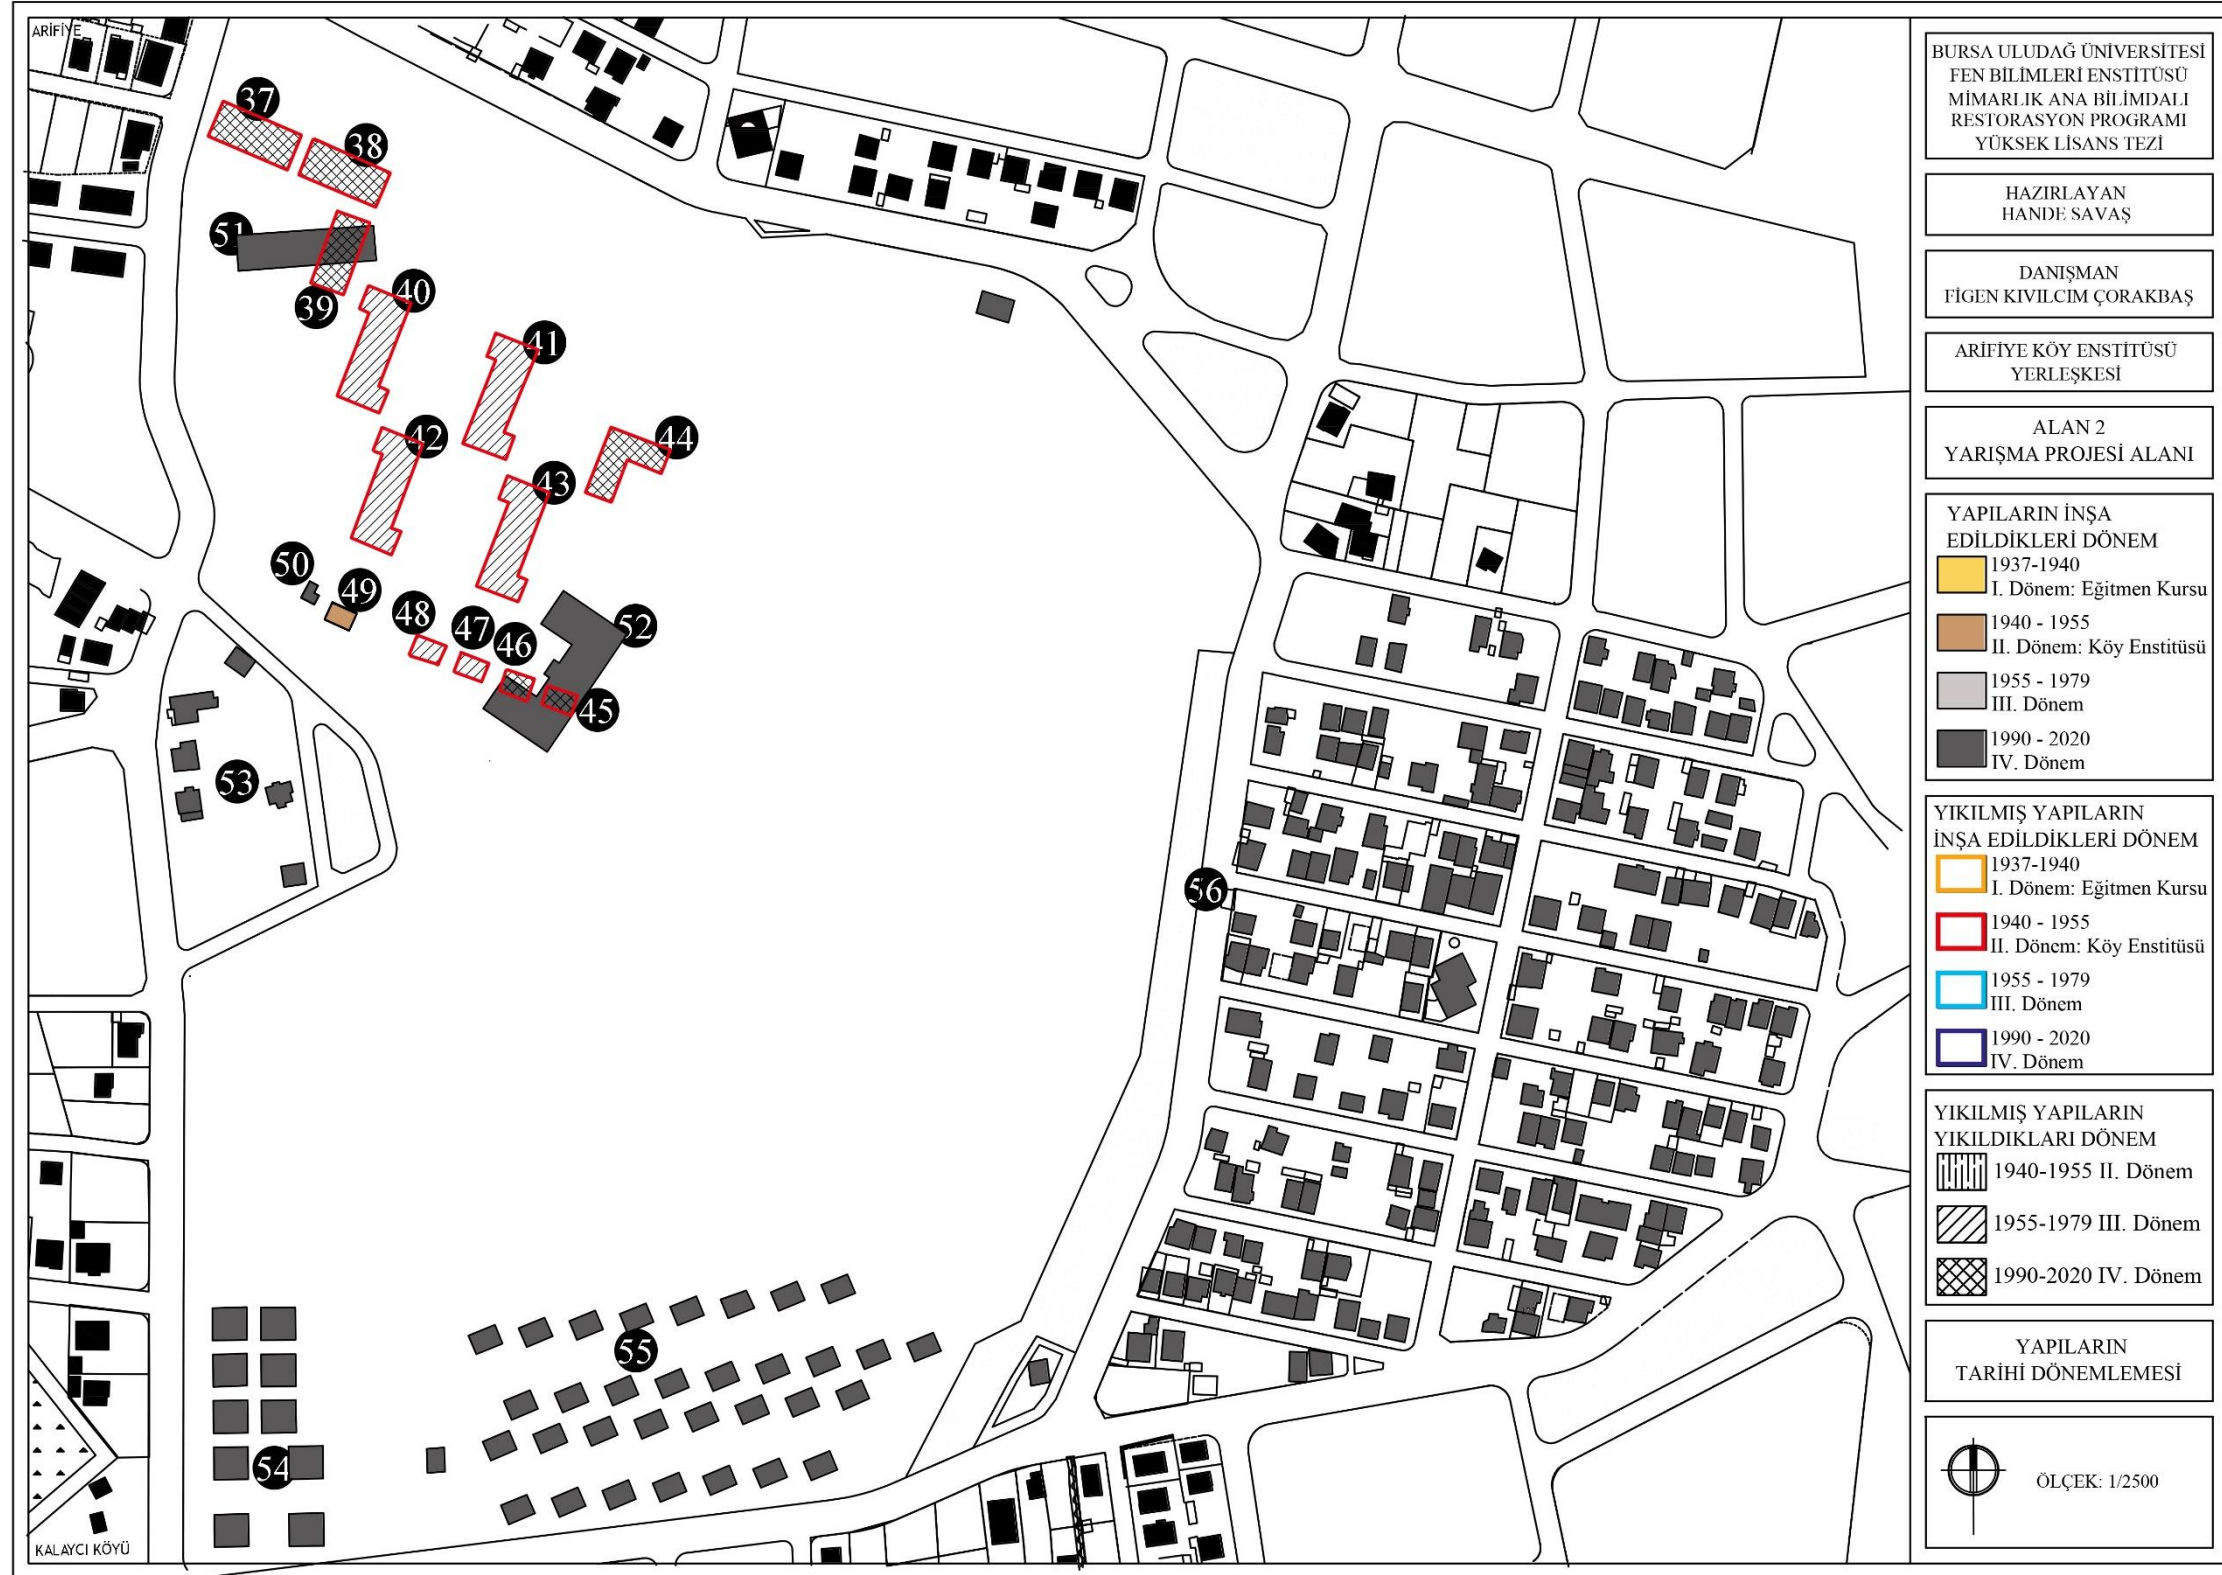 ARİFİYE
37
38
51
39
40
41
42
44
43
50
49
48
47
46
52
45
53
56
55
54
KALAYCI KÖYÜ
BURSA ULUDAĞ ÜNİVERSİTESİ
FEN BİLİMLERİ ENSTİTÜSÜ
MİMARLIK ANA BİLİMDALI
RESTORASYON PROGRAMI
YÜKSEK LİSANS TEZİ
HAZIRLAYAN
HANDE SAVAŞ
DANIŞMAN
FİGEN KIVILCIM ÇORAKBAŞ
ARİFİYE KÖY ENSTİTÜSÜ
YERLEŞKESİ
ALAN 2
YARIŞMA PROJESİ ALANI
YAPILARIN İNŞA
EDİLDİKLERİ DÖNEM
1937-1940
I. Dönem: Eğitmen Kursu
1940 - 1955
II. Dönem: Köy Enstitüsü
1955 - 1979
III. Dönem
1990 - 2020
IV. Dönem
YIKILMIŞ YAPILARIN
İNŞA EDİLDİKLERİ DÖNEM
1937-1940
I. Dönem: Eğitmen Kursu
1940 - 1955
II. Dönem: Köy Enstitüsü
1955 - 1979
III. Dönem
1990 - 2020
IV. Dönem
YIKILMIŞ YAPILARIN
YIKILDIKLARI DÖNEM
1940-1955 II. Dönem
1955-1979 III. Dönem
1990-2020 IV. Dönem
YAPILARIN
TARİHİ DÖNEMLEMESİ
ÖLÇEK: 1/2500